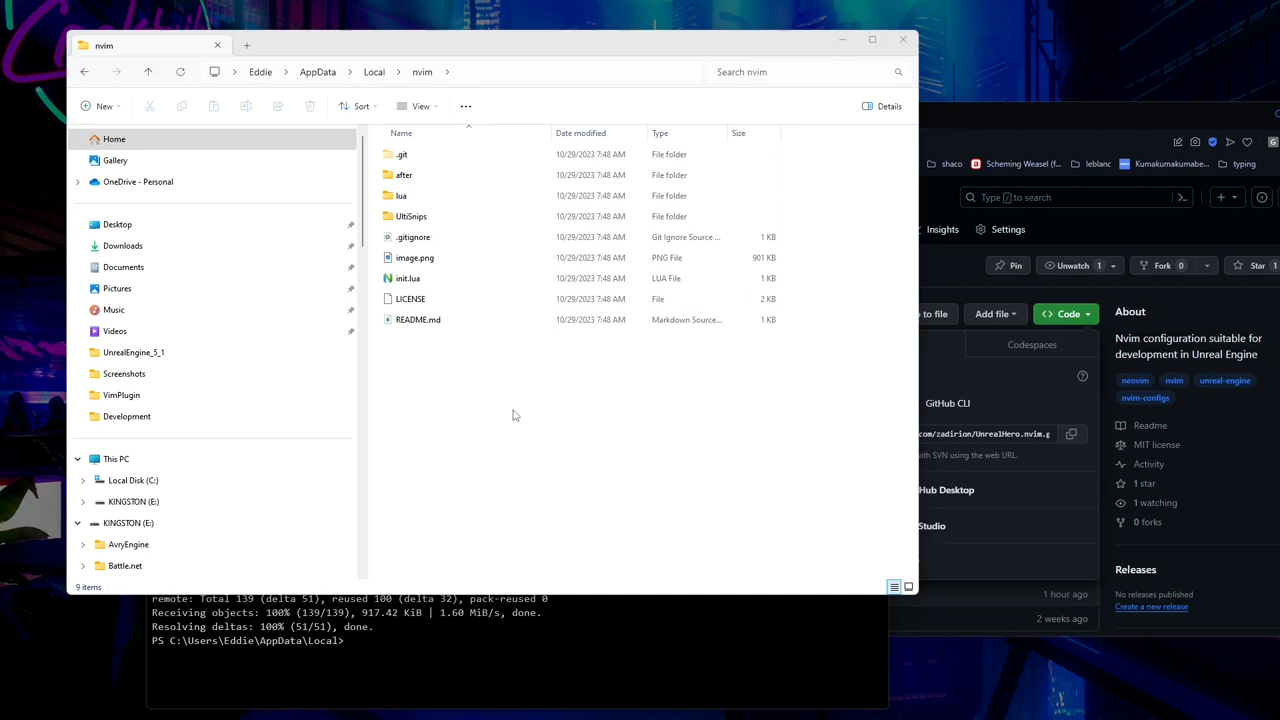 nvim
Eddie
AppData
Local
nvim
Search nvim
New
Sort
View
Details
Home
Gallery
OneDrive - Personal
Desktop
Downloads
Documents
Pictures
Music
Videos
UnrealEngine_5_1
Screenshots
VimPlugin
Development
This PC
Local Disk (C:)
KINGSTON (E:)
KINGSTON (E:)
AvryEngine
Battle.net
Name Date modified Type Size
.git 10/29/2023 7:48 AM File folder
after 10/29/2023 7:48 AM File folder
lua 10/29/2023 7:48 AM File folder
UltiSnips 10/29/2023 7:48 AM File folder
.gitignore 10/29/2023 7:48 AM Git Ignore Source ... 1 KB
image.png 10/29/2023 7:48 AM PNG File 901 KB
init.lua 10/29/2023 7:48 AM LUA File 1 KB
LICENSE 10/29/2023 7:48 AM File 2 KB
README.md 10/29/2023 7:48 AM Markdown Source... 1 KB
9 items
remote: Total 139 (delta 51), reused 100 (delta 32), pack-reused 0
Receiving objects: 100% (139/139), 917.42 KiB | 1.60 MiB/s, done.
Resolving deltas: 100% (51/51), done.
PS C:\Users\Eddie\AppData\Local>
G
shaco
Scheming Weasel (f...
leblanc
Kumakumakumabe...
typing
Type / to search
Insights
Settings
Pin
Unwatch 1
Fork 0
Star 1
to file
Add file
Code
Codespaces
GitHub CLI
com/zadirion/UnrealHero.nvim.g
with SVN using the web URL.
Hub Desktop
Studio
1 hour ago
2 weeks ago
About
Nvim configuration suitable for
development in Unreal Engine
neovim nvim unreal-engine
nvim-configs
Readme
MIT license
Activity
1 star
1 watching
0 forks
Releases
No releases published
Create a new release